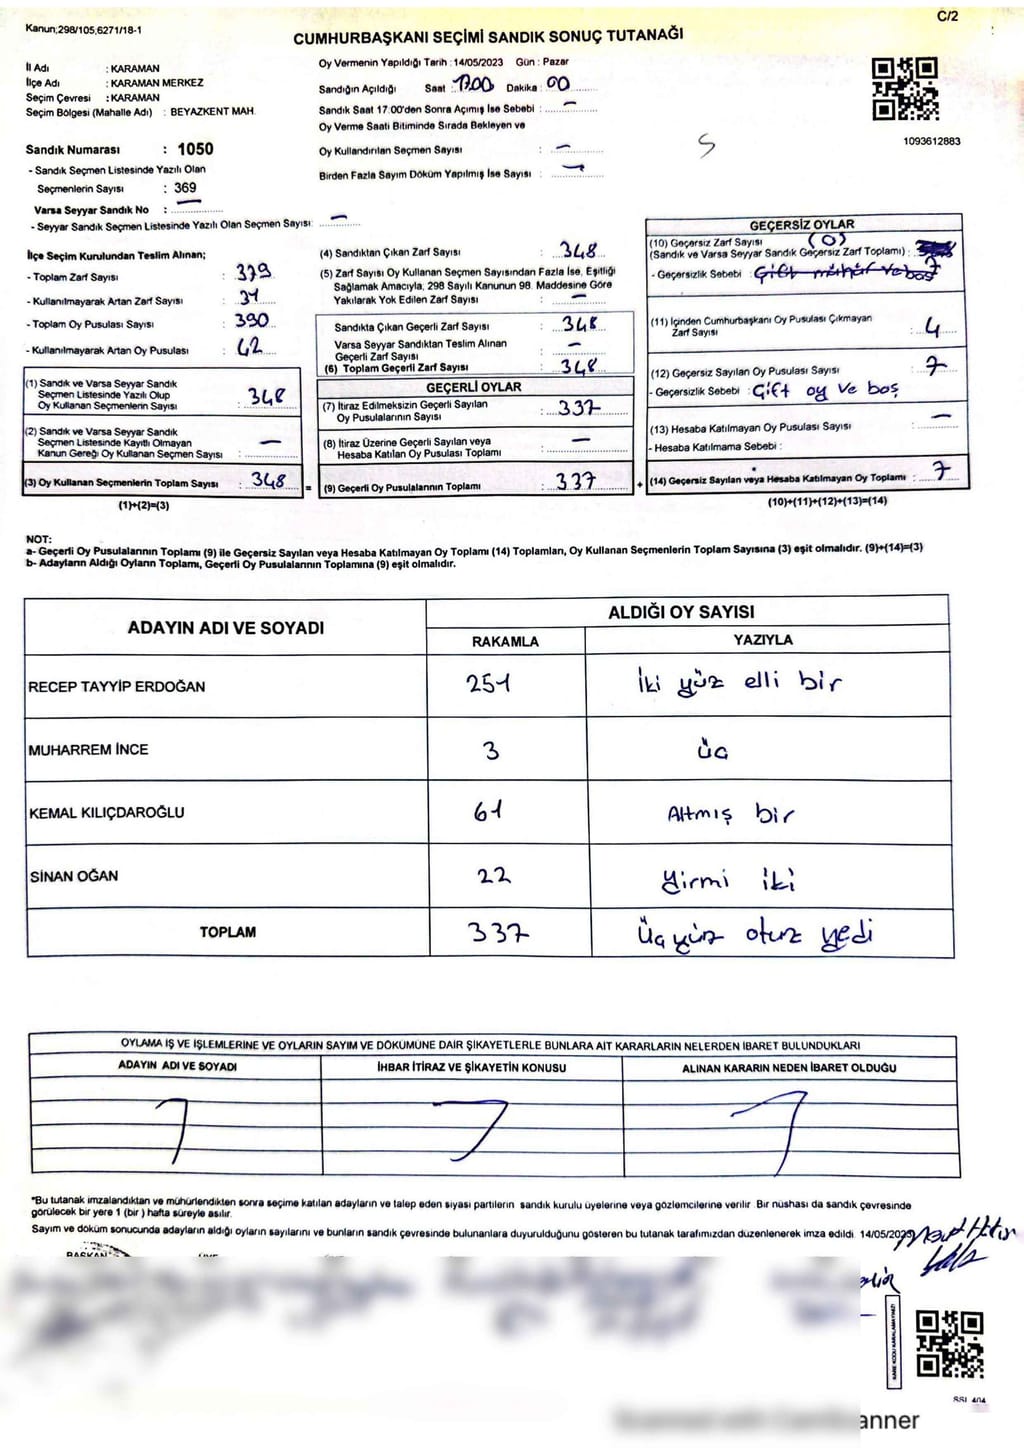 Kanun;298/105,6271/18-1
C/2
CUMHURBAŞKANI SEÇİMİ SANDIK SONUÇ TUTANAĞI
İl Adı : KARAMAN
İlçe Adı : KARAMAN MERKEZ
Seçim Çevresi : KARAMAN
Seçim Bölgesi (Mahalle Adı) : BEYAZKENT MAH.
Oy Vermenin Yapıldığı Tarih : 14/05/2023 Gün : Pazar
Sandığın Açıldığı Saat : 17.00 Dakika : 00
Sandık Saat 17:00'den Sonra Açımış İse Sebebi : —
Oy Verme Saati Bitiminde Sırada Bekleyen ve
Oy Kullandırılan Seçmen Sayısı : —
Birden Fazla Sayım Döküm Yapılmış İse Sayısı : —
5
1093612883
Sandık Numarası : 1050
- Sandık Seçmen Listesinde Yazılı Olan
Seçmenlerin Sayısı : 369
Varsa Seyyar Sandık No : —
- Seyyar Sandık Seçmen Listesinde Yazılı Olan Seçmen Sayısı: —
İlçe Seçim Kurulundan Teslim Alınan;
- Toplam Zarf Sayısı : 379
- Kullanılmayarak Artan Zarf Sayısı : 31
- Toplam Oy Pusulası Sayısı : 390
- Kullanılmayarak Artan Oy Pusulası : 42
(1) Sandık ve Varsa Seyyar Sandık
Seçmen Listesinde Yazılı Olup
Oy Kullanan Seçmenlerin Sayısı : 348
(2) Sandık ve Varsa Seyyar Sandık
Seçmen Listesinde Kayıtlı Olmayan
Kanun Gereği Oy Kullanan Seçmen Sayısı : —
(3) Oy Kullanan Seçmenlerin Toplam Sayısı : 348 =
(1)+(2)=(3)
(4) Sandıktan Çıkan Zarf Sayısı : 348
(5) Zarf Sayısı Oy Kullanan Seçmen Sayısından Fazla İse, Eşitliği
Sağlamak Amacıyla, 298 Sayılı Kanunun 98. Maddesine Göre
Yakılarak Yok Edilen Zarf Sayısı : —
Sandıkta Çıkan Geçerli Zarf Sayısı : 348
Varsa Seyyar Sandıktan Teslim Alınan
Geçerli Zarf Sayısı : —
(6) Toplam Geçerli Zarf Sayısı : 348
GEÇERLİ OYLAR
(7) İtiraz Edilmeksizin Geçerli Sayılan
Oy Pusulalarının Sayısı : 337
(8) İtiraz Üzerine Geçerli Sayılan veya
Hesaba Katılan Oy Pusulası Toplamı : —
(9) Geçerli Oy Pusulalarının Toplamı : 337 +
GEÇERSİZ OYLAR
(10) Geçersiz Zarf Sayısı (0)
(Sandık ve Varsa Seyyar Sandık Geçersiz Zarf Toplamı) :
- Geçersizlik Sebebi : Çift mühür ve boş 7
(11) İçinden Cumhurbaşkanı Oy Pusulası Çıkmayan
Zarf Sayısı : 4
(12) Geçersiz Sayılan Oy Pusulası Sayısı : 7
- Geçersizlik Sebebi : Çift oy Ve boş
(13) Hesaba Katılmayan Oy Pusulası Sayısı : —
- Hesaba Katılmama Sebebi :
(14) Geçersiz Sayılan veya Hesaba Katılmayan Oy Toplamı : 7
(10)+(11)+(12)+(13)=(14)
NOT:
a- Geçerli Oy Pusulalarının Toplamı (9) ile Geçersiz Sayılan veya Hesaba Katılmayan Oy Toplamı (14) Toplamları, Oy Kullanan Seçmenlerin Toplam Sayısına (3) eşit olmalıdır. (9)+(14)=(3)
b- Adayların Aldığı Oyların Toplamı, Geçerli Oy Pusulalarının Toplamına (9) eşit olmalıdır.
ADAYIN ADI VE SOYADI ALDIĞI OY SAYISI
RAKAMLA YAZIYLA
RECEP TAYYİP ERDOĞAN 251 İki yüz elli bir
MUHARREM İNCE 3 üç
KEMAL KILIÇDAROĞLU 61 Altmış bir
SİNAN OĞAN 22 Yirmi iki
TOPLAM 337 Üç yüz otuz yedi
OYLAMA İŞ VE İŞLEMLERİNE VE OYLARIN SAYIM VE DÖKÜMÜNE DAİR ŞİKAYETLERLE BUNLARA AİT KARARLARIN NELERDEN İBARET BULUNDUKLARI
ADAYIN ADI VE SOYADI İHBAR İTİRAZ VE ŞİKAYETİN KONUSU ALINAN KARARIN NEDEN İBARET OLDUĞU
*Bu tutanak imzalandıktan ve mühürlendikten sonra seçime katılan adayların ve talep eden siyasi partilerin sandık kurulu üyelerine veya gözlemcilerine verilir. Bir nüshası da sandık çevresinde
görülecek bir yere 1 (bir ) hafta süreyle asılır.
Sayım ve döküm sonucunda adayların aldığı oyların sayılarını ve bunların sandık çevresinde bulunanlara duyurulduğunu gösteren bu tutanak tarafımızdan düzenlenerek imza edildi. 14/05/2023
BAŞKAN
KARE KODU KARALAMAYINIZ!
anner